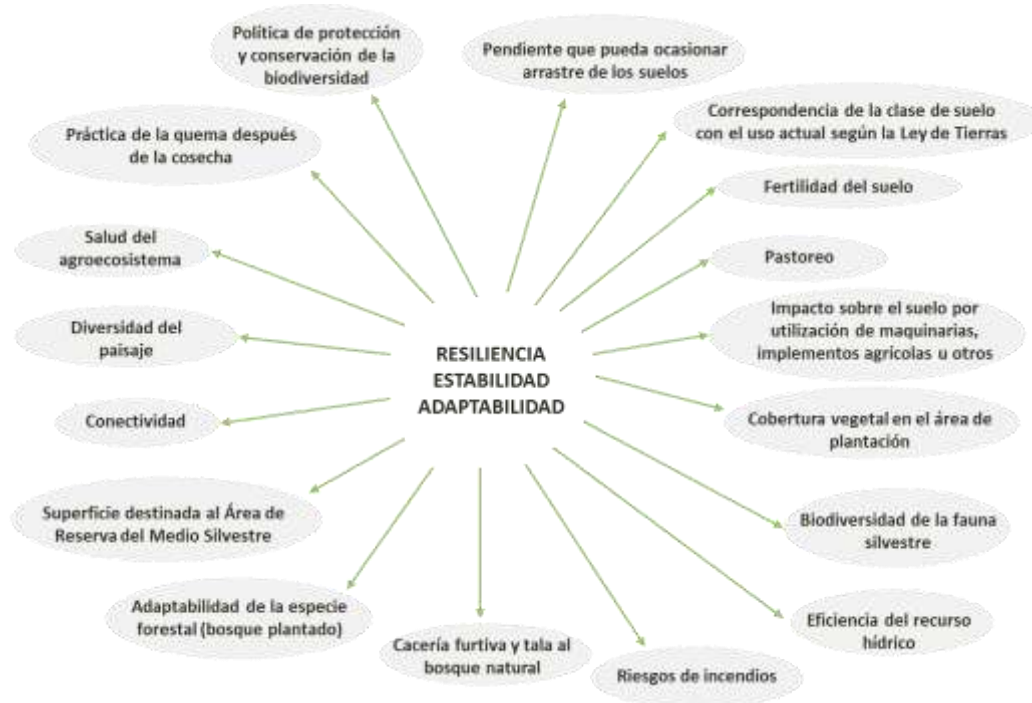 Política de protección
y conservación de la
biodiversidad
Pendiente que pueda ocasionar
arrastre de los suelos
Correspondencia de la clase de suelo
con el uso actual según la Ley de Tierras
Práctica de la quema después
de la cosecha
Fertilidad del suelo
Salud del
agroecosistema
Pastoreo
Diversidad del
paisaje
Impacto sobre el suelo por
utilización de maquinarias,
implementos agrícolas u otros
RESILIENCIA
ESTABILIDAD
ADAPTABILIDAD
Conectividad
Cobertura vegetal en el área de
plantación
Superficie destinada al Área de
Reserva del Medio Silvestre
Biodiversidad de la fauna
silvestre
Adaptabilidad de la especie
forestal (bosque plantado)
Cacería furtiva y tala al
bosque natural
Riesgos de incendios
Eficiencia del recurso
hídrico